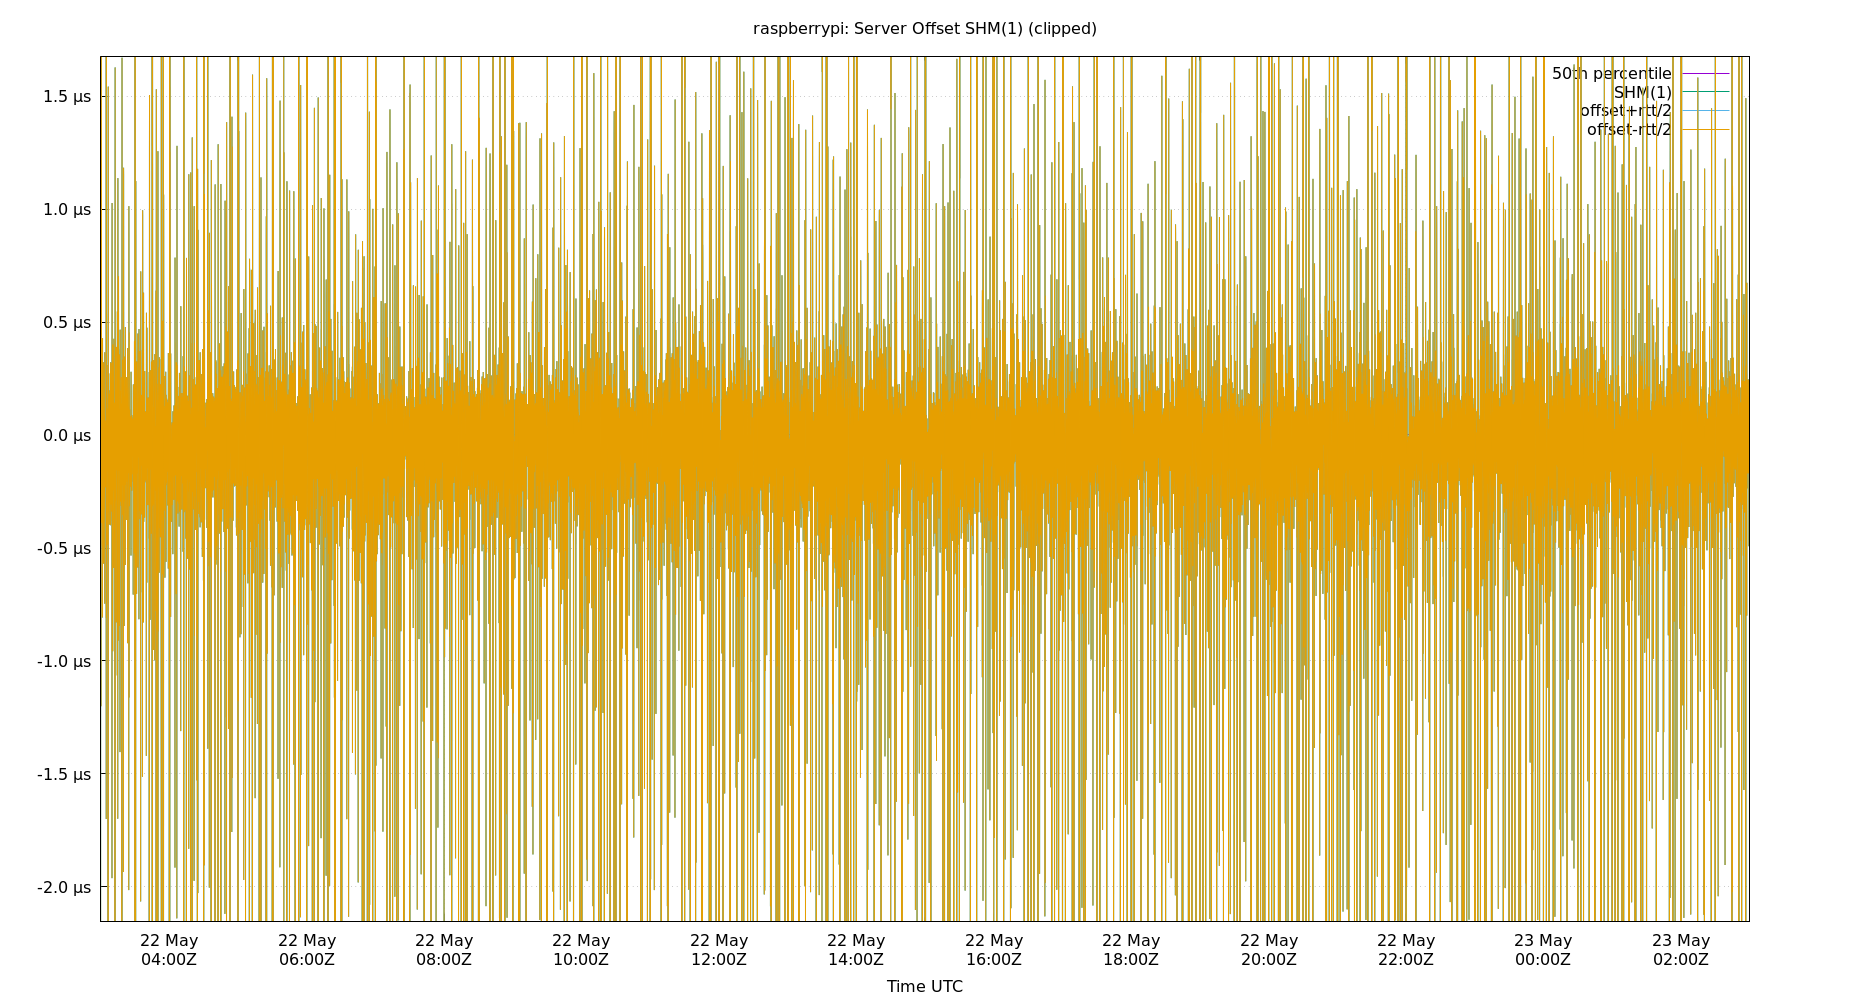 raspberrypi: Server Offset SHM(1) (clipped)
50th percentile
SHM(1)
offset+rtt/2
offset-rtt/2
1.5 µs
1.0 µs
0.5 µs
0.0 µs
-0.5 µs
-1.0 µs
-1.5 µs
-2.0 µs
22 May 22 May 22 May 22 May 22 May 22 May 22 May 22 May 22 May 22 May 23 May 23 May
04:00Z 06:00Z 08:00Z 10:00Z 12:00Z 14:00Z 16:00Z 18:00Z 20:00Z 22:00Z 00:00Z 02:00Z
Time UTC